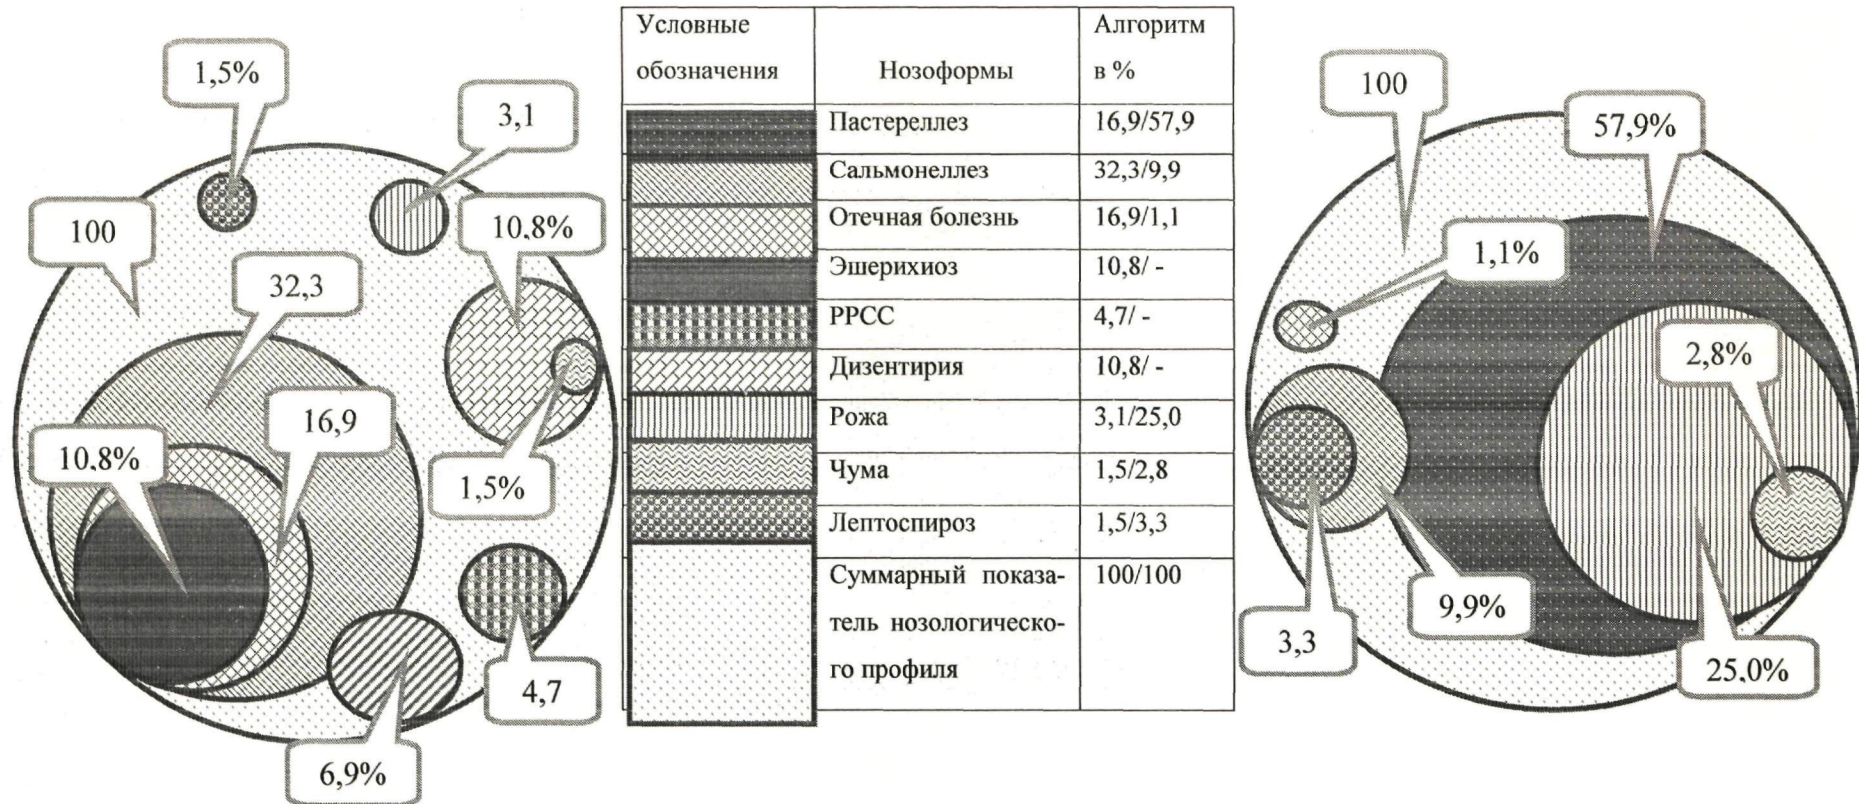 1,5%
3,1
100
10,8%
32,3
16,9
10,8%
1,5%
4,7
6,9%
Условные обозначения
Нозоформы
Алгоритм в %
Пастереллез 16,9/57,9
Сальмонеллез 32,3/9,9
Отечная болезнь 16,9/1,1
Эшерихиоз 10,8/ -
РРСС 4,7/ -
Дизентирия 10,8/ -
Рожа 3,1/25,0
Чума 1,5/2,8
Лептоспироз 1,5/3,3
Суммарный показа- 100/100
тель нозологическо-
го профиля
100
57,9%
1,1%
2,8%
9,9%
3,3
25,0%